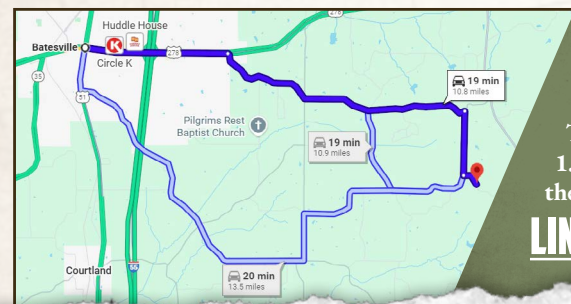 Huddle House
278
Batesville
278
Circle K
35
51
19 min
10.8 miles
Pilgrims Rest
Baptist Church
19 min
10.9 miles
1.
the
LIN
20 min
13.5 miles
Courtland
55